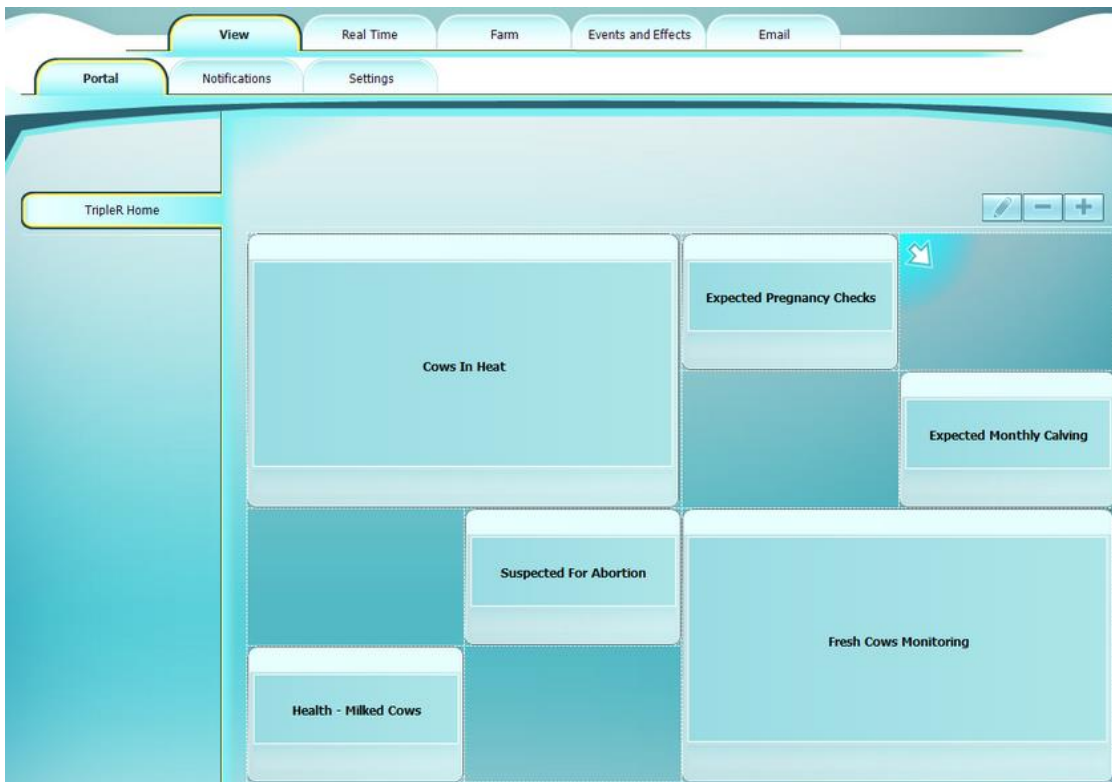 View
Real Time
Farm
Events and Effects
Email
Portal
Notifications
Settings
TripleR Home
Cows In Heat
Expected Pregnancy Checks
Expected Monthly Calving
Suspected For Abortion
Fresh Cows Monitoring
Health - Milked Cows